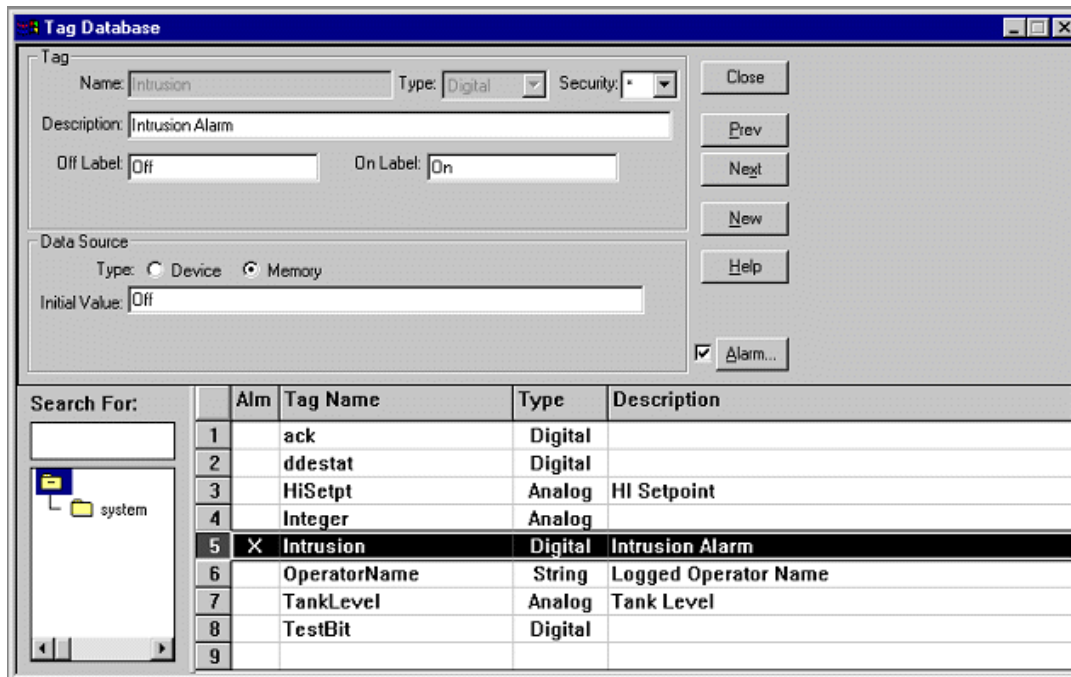 Tag Database
Tag
Name: Intrusion Type: Digital Security: * Close
Description: Intrusion Alarm Prev
Off Label: Off On Label: On Next
New
Data Source
Type: Device Memory Help
Initial Value: Off
Alarm...
Search For: Alm Tag Name Type Description
1 ack Digital
2 ddestat Digital
system 3 HiSetpt Analog HI Setpoint
4 Integer Analog
5 X Intrusion Digital Intrusion Alarm
6 OperatorName String Logged Operator Name
7 TankLevel Analog Tank Level
8 TestBit Digital
9